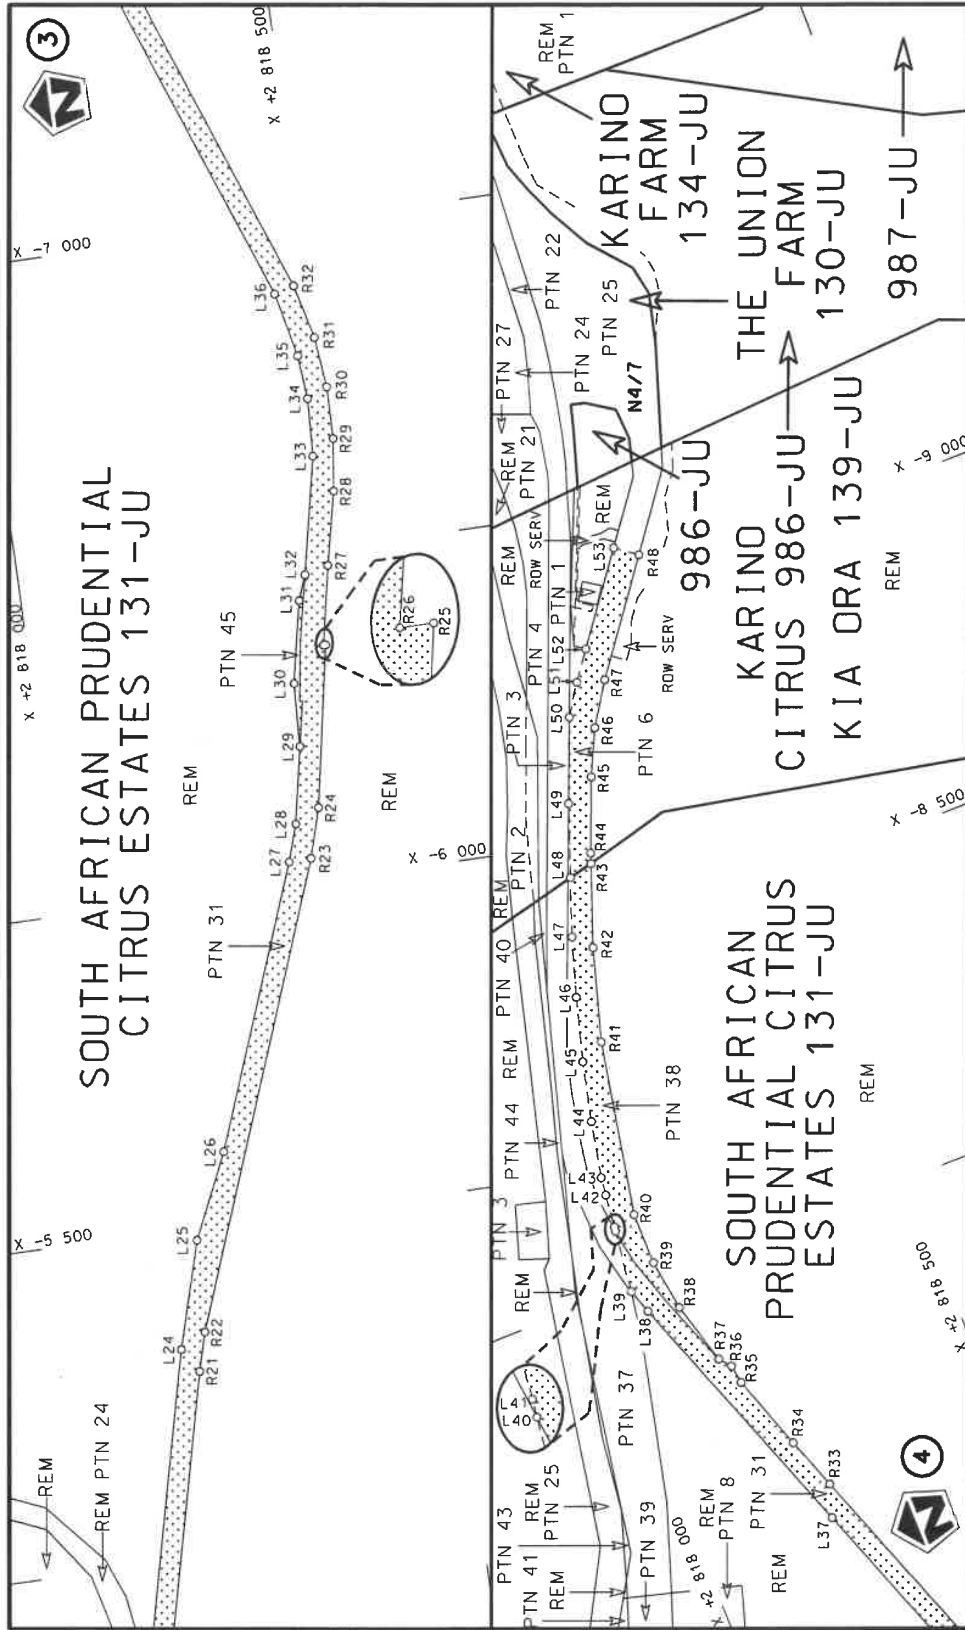 3
N
X +2 818 500
X -7 000
X +2 818 000
X -6 000
X -5 500
SOUTH AFRICAN PRUDENTIAL
CITRUS ESTATES 131-JU
REM
REM
PTN 45
PTN 31
REM
REM PTN 24
L24
L25
L26
L27
L28
L29
L30
L31
L32
L33
L34
L35
L36
R21
R22
R23
R24
R25
R26
R27
R28
R29
R30
R31
R32
4
N
REM
PTN 1
KARINO
FARM
134-JU
THE UNION
FARM
130-JU
987-JU
986-JU
KARINO
CITRUS 986-JU
KIA ORA 139-JU
REM
SOUTH AFRICAN
PRUDENTIAL CITRUS
ESTATES 131-JU
REM
PTN 22
PTN 25
PTN 24
PTN 27
N4/7
REM
PTN 21
REM
ROW SERV
REM
PTN 1
PTN 4
PTN 3
PTN 2
REM
PTN 40
REM
PTN 44
PTN 3
REM
PTN 6
ROW SERV
PTN 38
PTN 37
REM
PTN 25
PTN 43
PTN 41
REM
PTN 39
REM
PTN 8
PTN 31
REM
X -9 000
X -8 500
X +2 818 500
X +2 818 000
L37
L38
L39
L40
L41
L42
L43
L44
L45
L46
L47
L48
L49
L50
L51
L52
L53
R33
R34
R35
R36
R37
R38
R39
R40
R41
R42
R43
R44
R45
R46
R47
R48